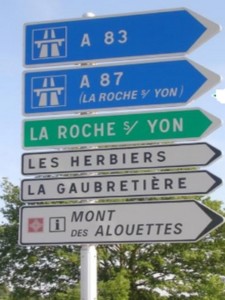 A 83
A 87
(LA ROCHE S/ YON)
LA ROCHE S/ YON
LES HERBIERS
LA GAUBRETIÈRE
i MONT
DES ALOUETTES